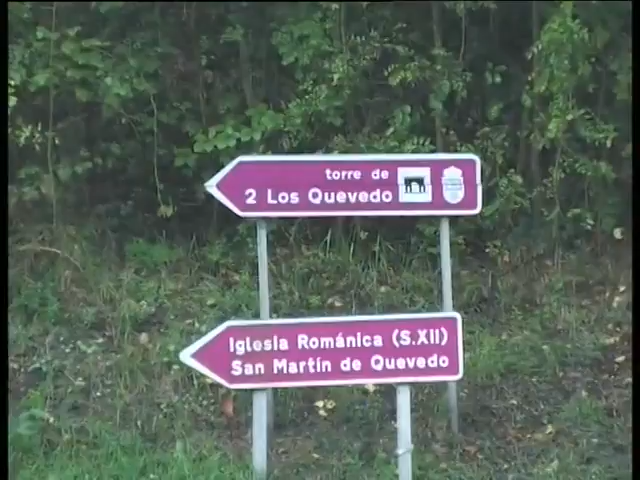 torre de
2 Los Quevedo
Iglesia Románica (S.XII)
San Martín de Quevedo